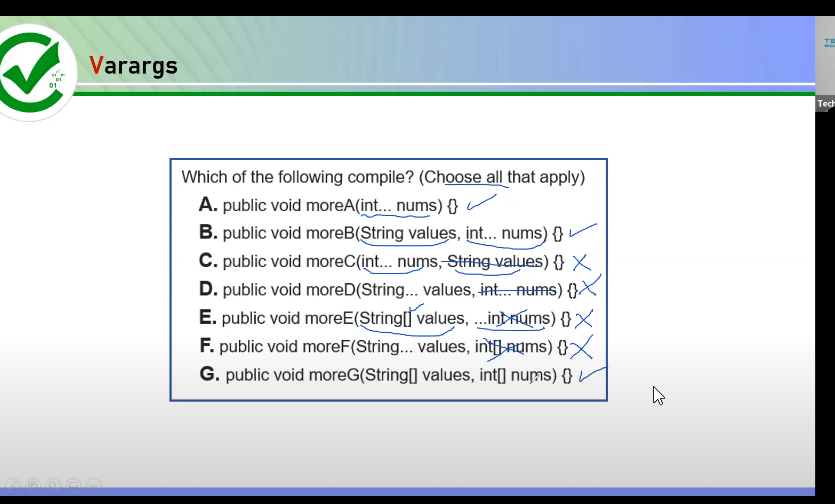 Varargs
Which of the following compile? (Choose all that apply)
A. public void moreA(int... nums) {}
B. public void moreB(String values, int... nums) {}
C. public void moreC(int... nums, String values) {}
D. public void moreD(String... values, int... nums) {}
E. public void moreE(String[] values, ...int nums) {}
F. public void moreF(String... values, int[] nums) {}
G. public void moreG(String[] values, int[] nums) {}
01
Tech